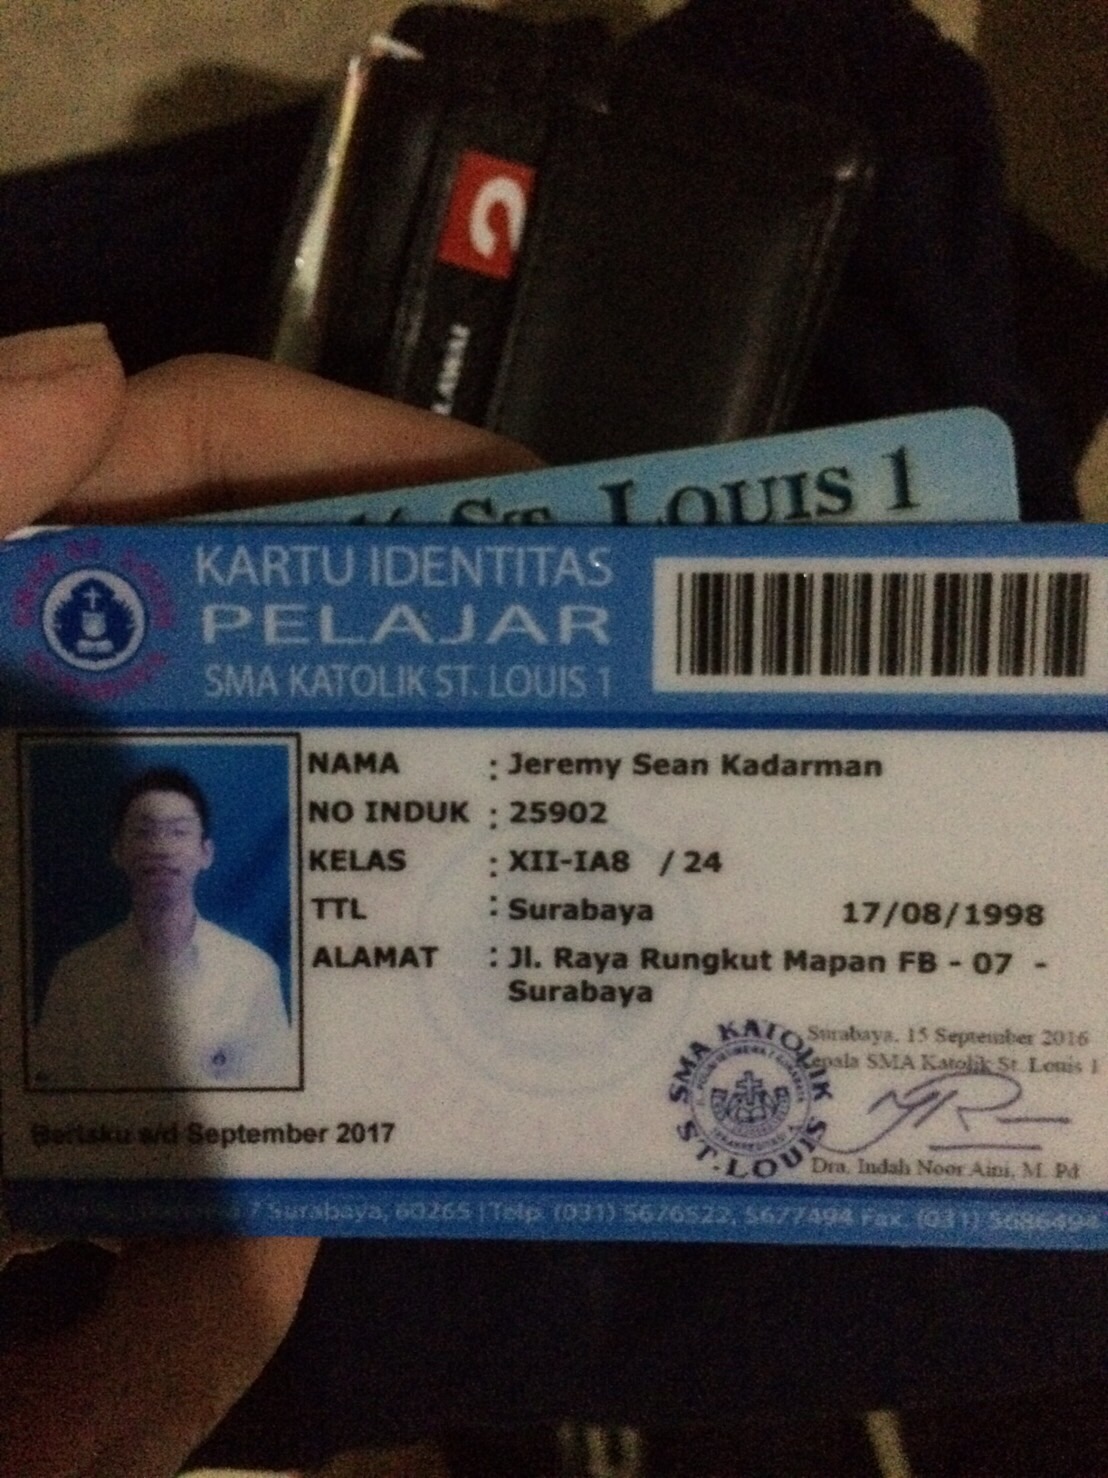 St. Louis 1
KARTU IDENTITAS
PELAJAR
SMA KATOLIK ST. LOUIS 1
NAMA : Jeremy Sean Kadarman
NO INDUK : 25902
KELAS : XII-IA8 / 24
TTL : Surabaya 17/08/1998
ALAMAT : Jl. Raya Rungkut Mapan FB - 07 -
Surabaya
Surabaya, 15 September 2016
Kepala SMA Katolik St. Louis 1
SMA KATOLIK
ST. LOUIS
Dra. Indah Noor Aini, M. Pd
Berlaku s/d September 2017
7 Surabaya, 60265 | Telp. (031) 5676522, 5677494 Fax. (031) 5686494